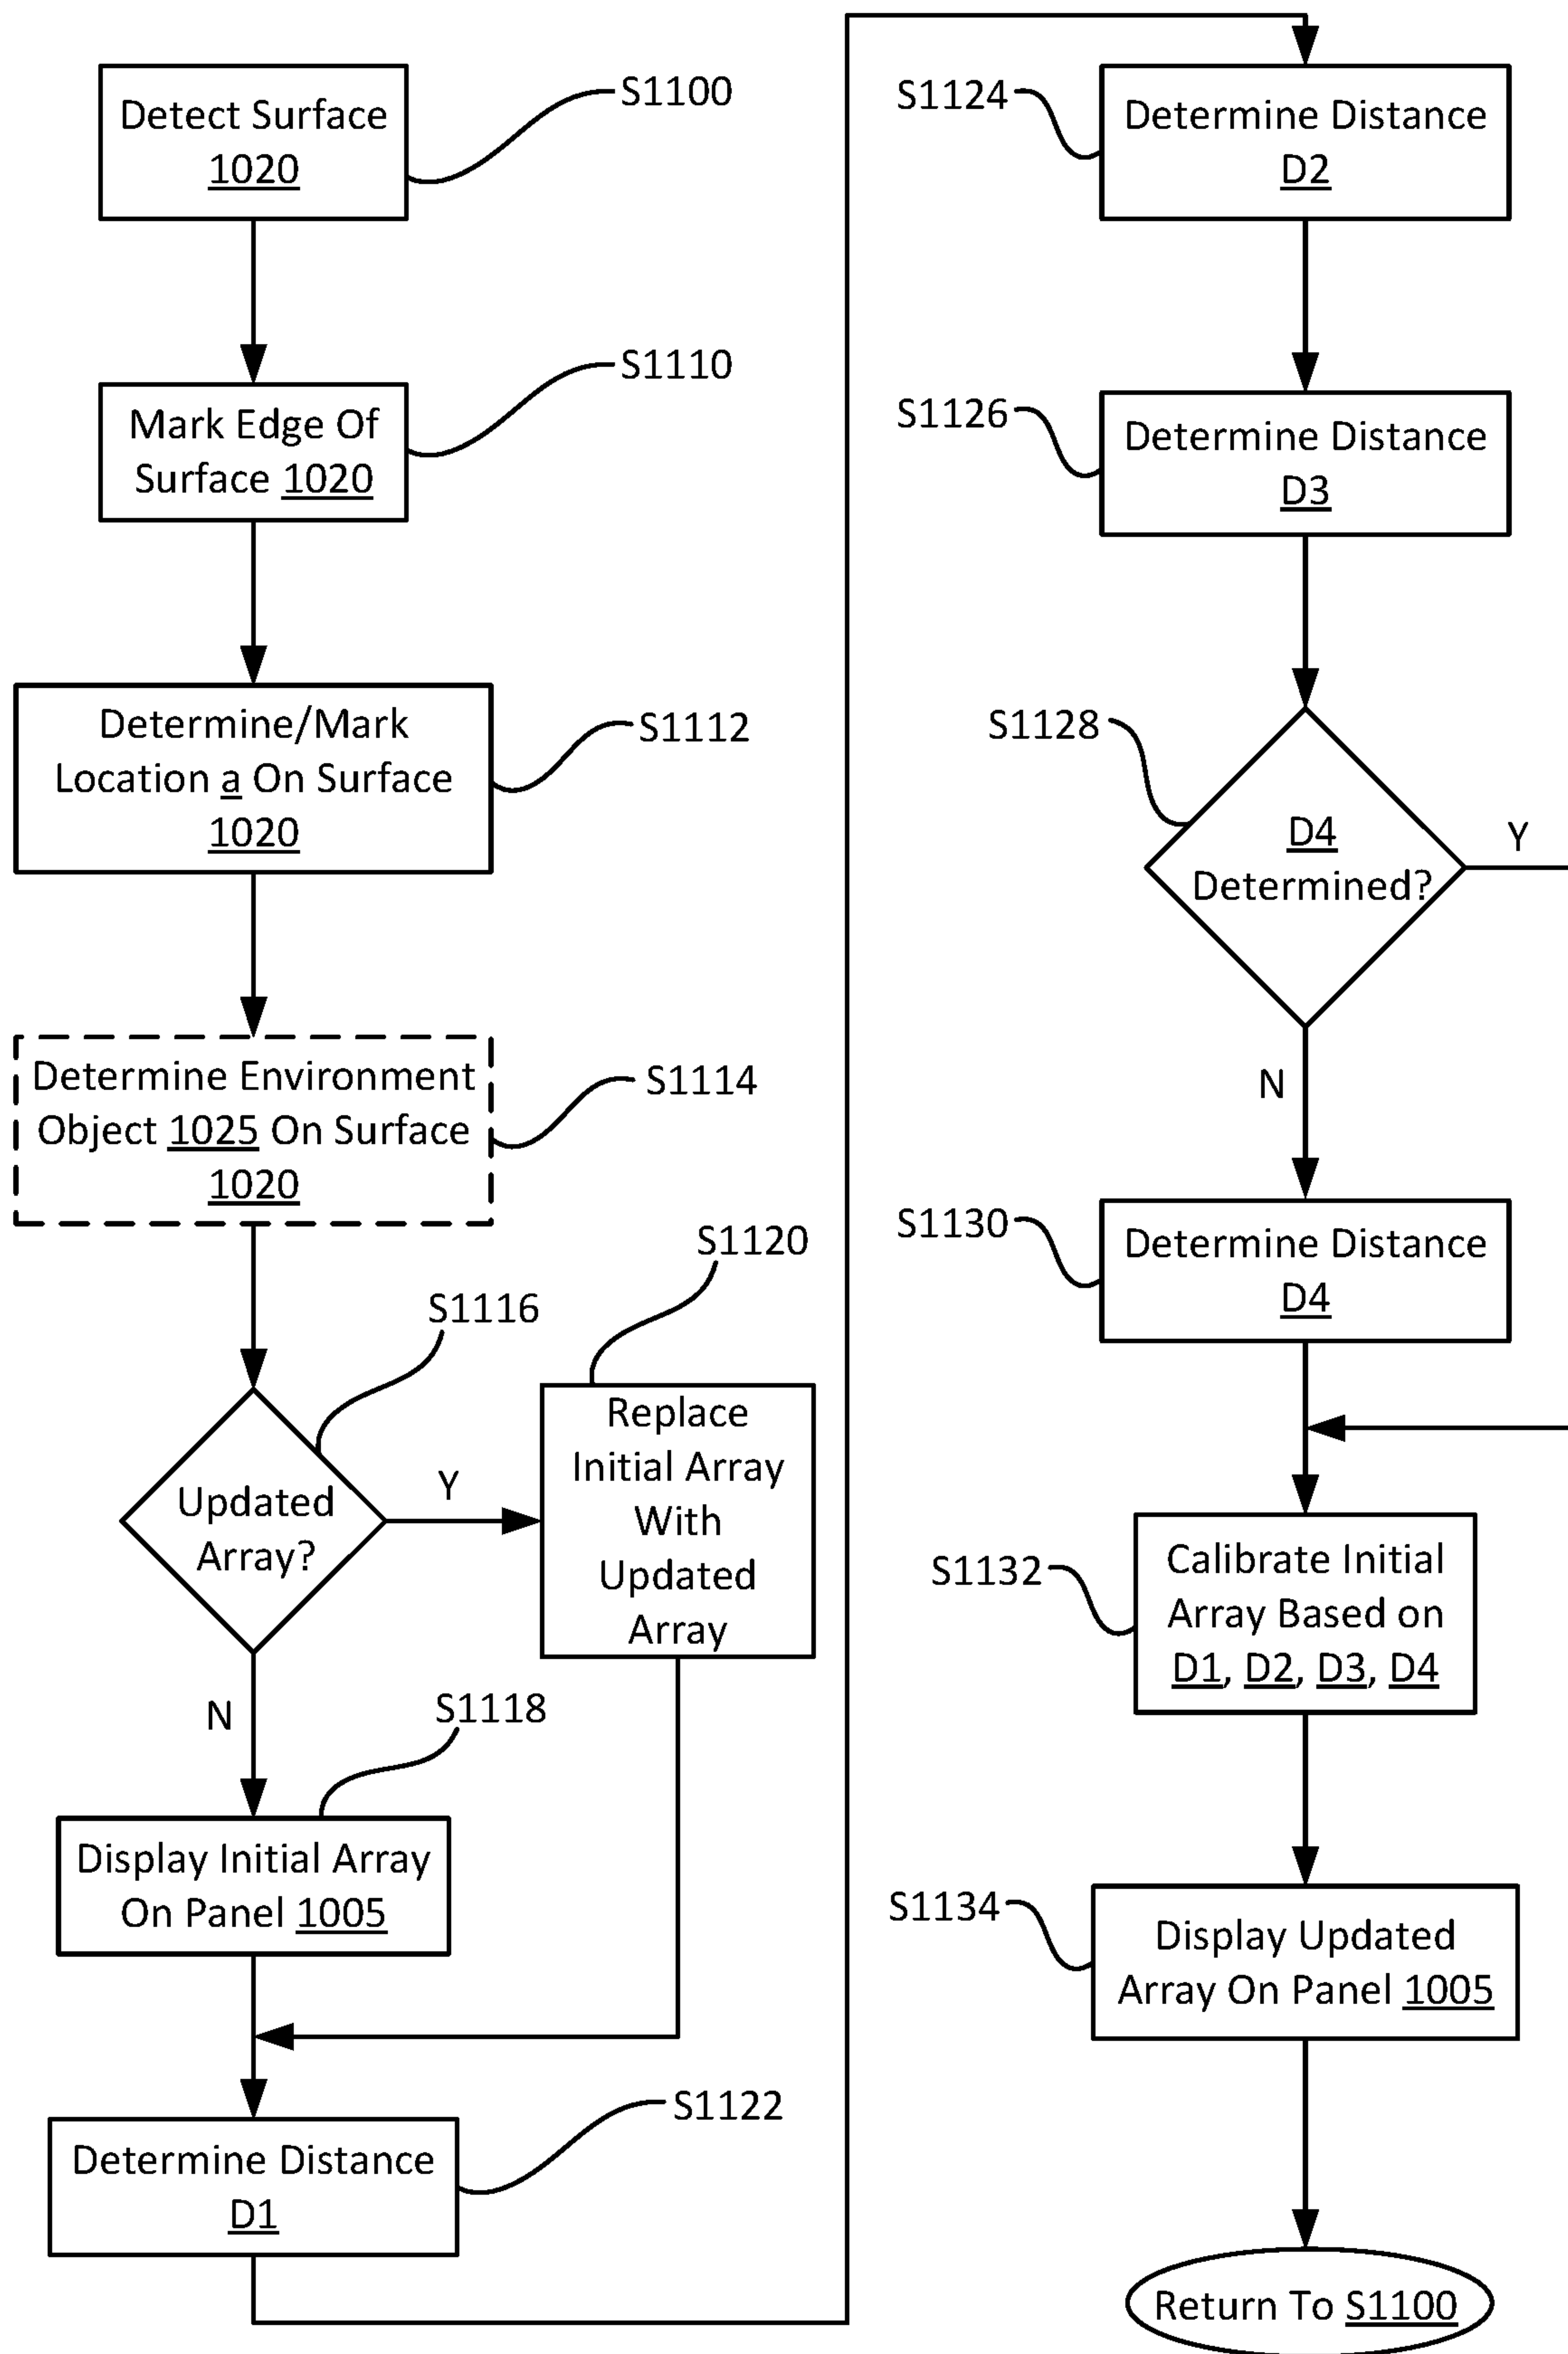 Detect Surface
1020
S1100
Mark Edge Of
Surface 1020
S1110
Determine/Mark
Location a On Surface
1020
S1112
Determine Environment
Object 1025 On Surface
1020
S1114
Updated
Array?
S1116
Y
N
Replace
Initial Array
With
Updated
Array
S1120
Display Initial Array
On Panel 1005
S1118
Determine Distance
D1
S1122
S1124
Determine Distance
D2
S1126
Determine Distance
D3
S1128
D4
Determined?
Y
N
S1130
Determine Distance
D4
S1132
Calibrate Initial
Array Based on
D1, D2, D3, D4
S1134
Display Updated
Array On Panel 1005
Return To S1100